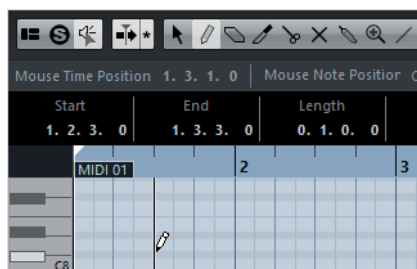 Mouse Time Position 1. 3. 1. 0 Mouse Note Position
Start End Length
1. 2. 3. 0 1. 3. 3. 0 0. 1. 0. 0
MIDI 01 2 3
C8